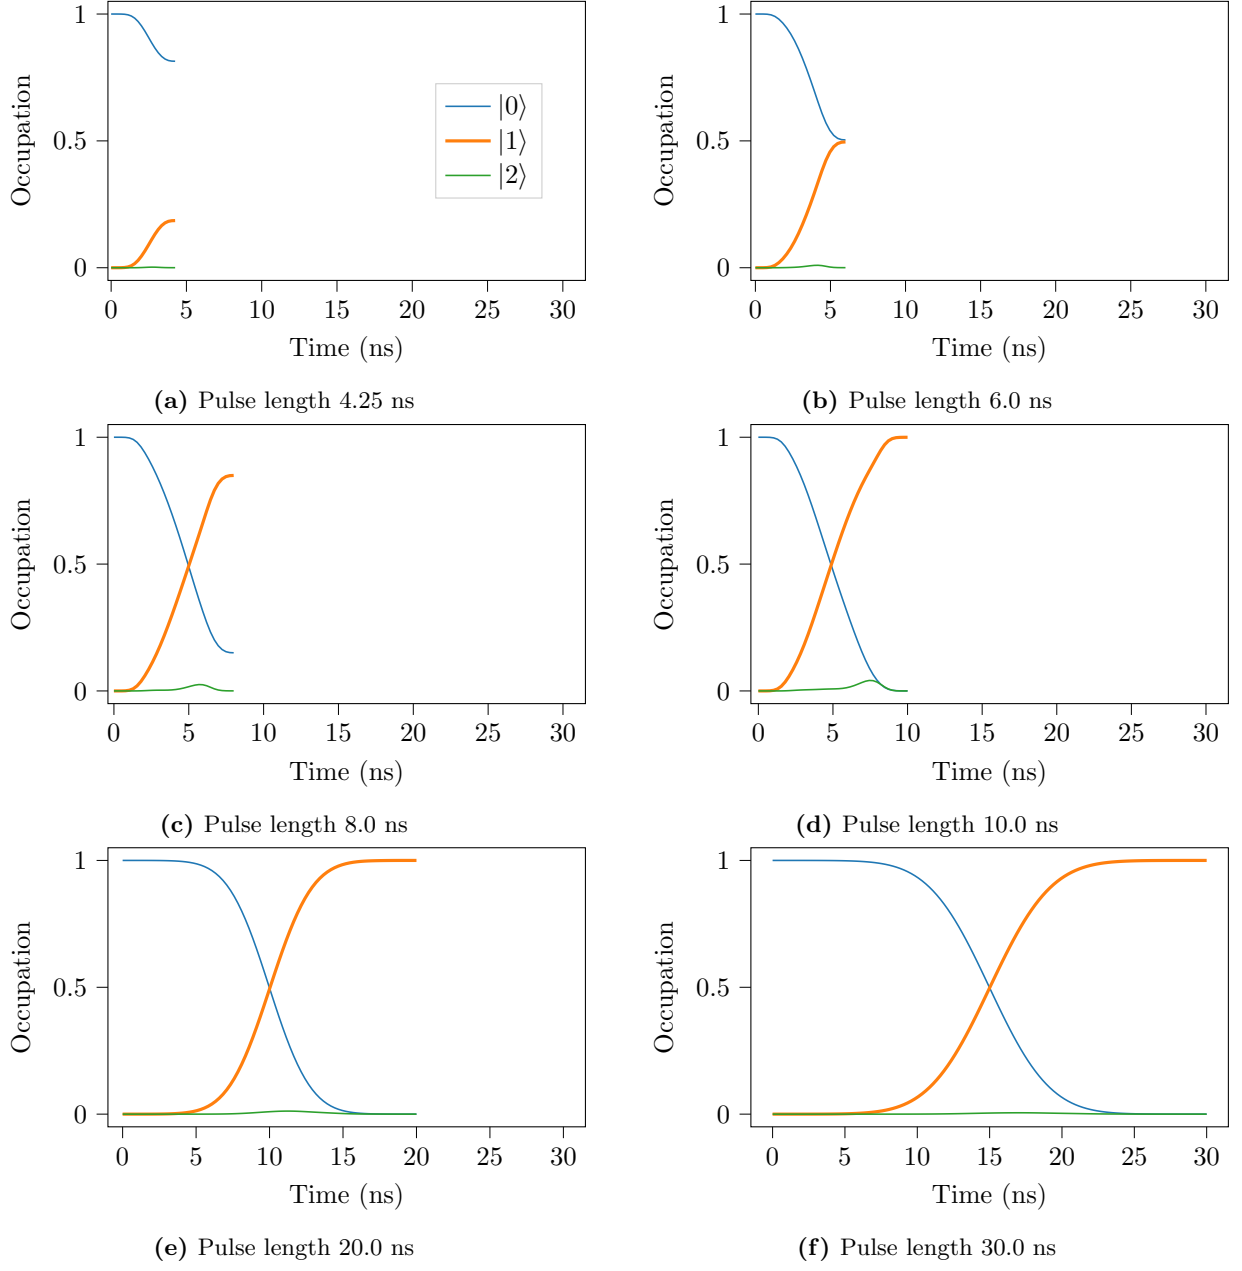 1
0.5
0
Occupation
|0⟩
|1⟩
|2⟩
0 5 10 15 20 25 30
Time (ns)
(a) Pulse length 4.25 ns
1
0.5
0
Occupation
0 5 10 15 20 25 30
Time (ns)
(b) Pulse length 6.0 ns
1
0.5
0
Occupation
0 5 10 15 20 25 30
Time (ns)
(c) Pulse length 8.0 ns
1
0.5
0
Occupation
0 5 10 15 20 25 30
Time (ns)
(d) Pulse length 10.0 ns
1
0.5
0
Occupation
0 5 10 15 20 25 30
Time (ns)
(e) Pulse length 20.0 ns
1
0.5
0
Occupation
0 5 10 15 20 25 30
Time (ns)
(f) Pulse length 30.0 ns